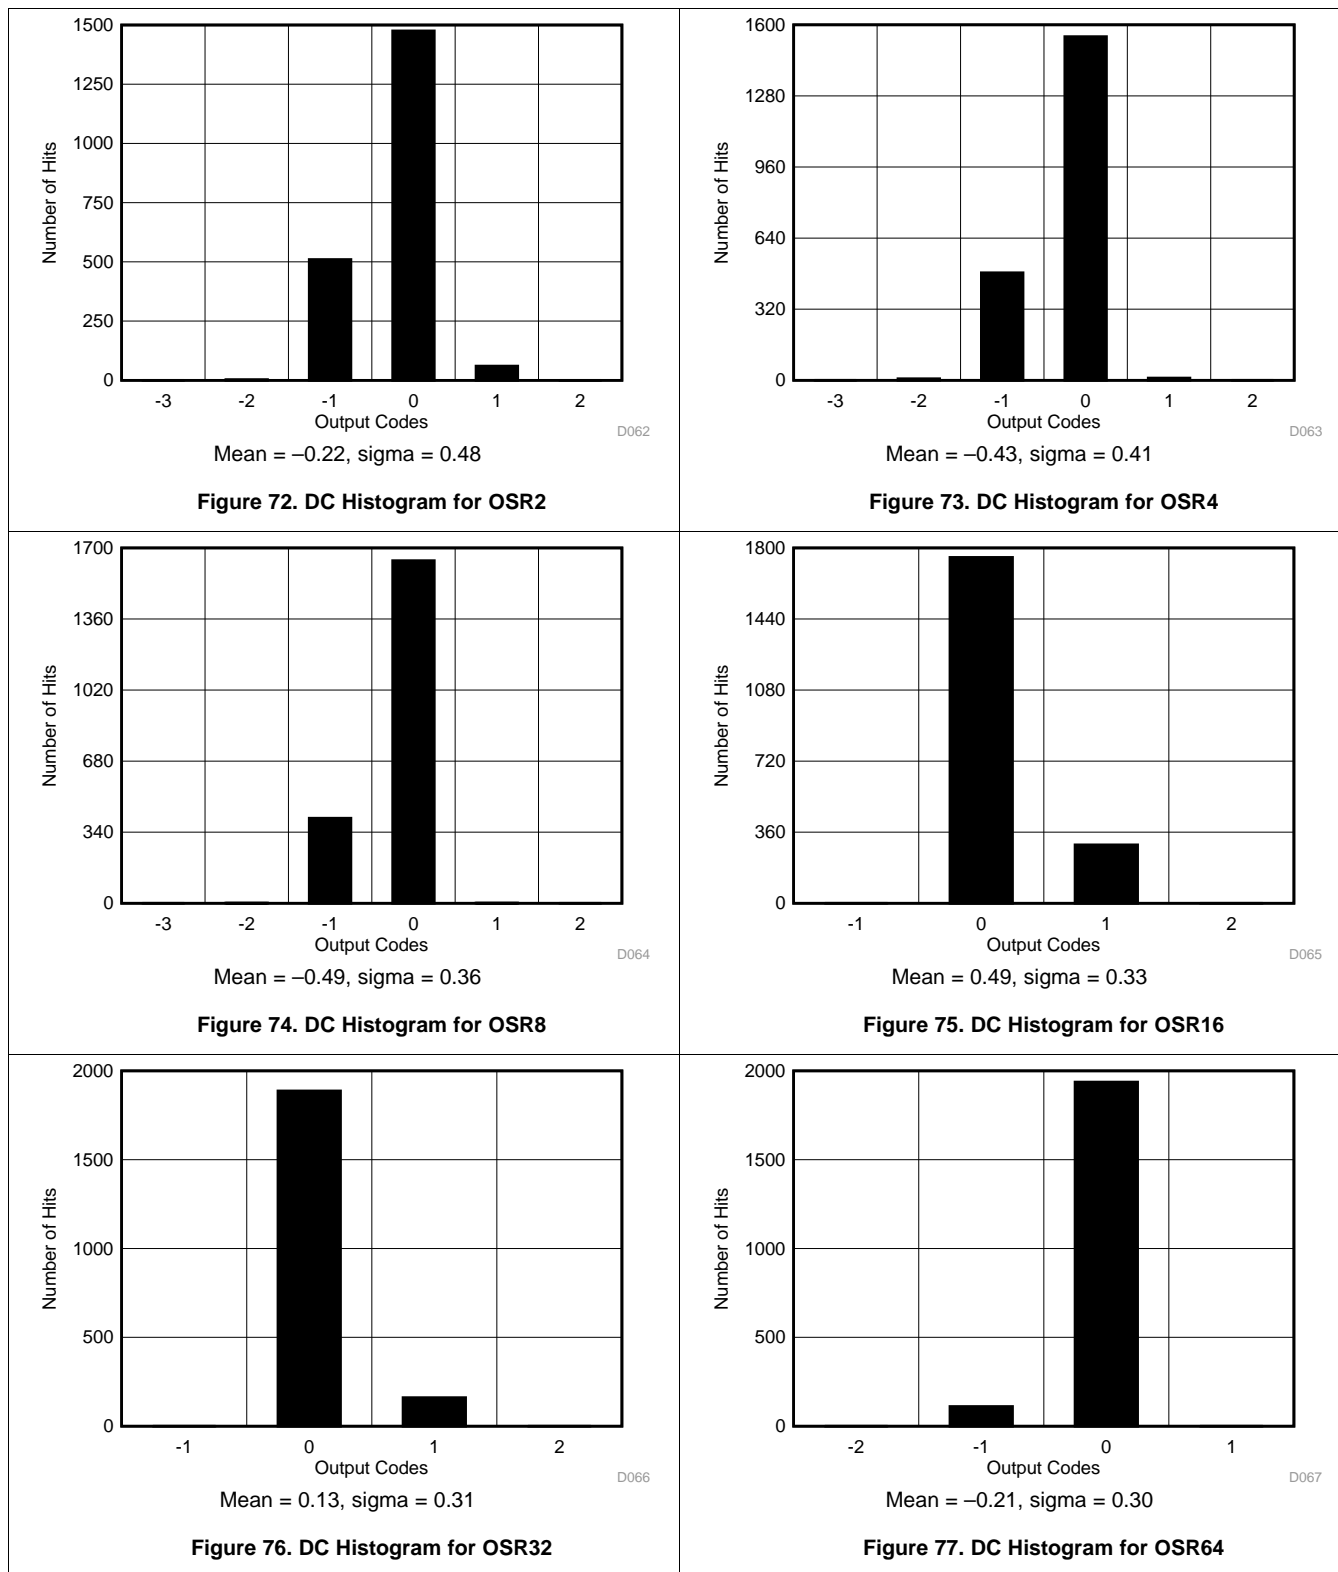 1500
1250
1000
750
500
250
0
Number of Hits
-3 -2 -1 0 1 2
Output Codes
D062
Mean = –0.22, sigma = 0.48
Figure 72. DC Histogram for OSR2
1600
1280
960
640
320
0
Number of Hits
-3 -2 -1 0 1 2
Output Codes
D063
Mean = –0.43, sigma = 0.41
Figure 73. DC Histogram for OSR4
1700
1360
1020
680
340
0
Number of Hits
-3 -2 -1 0 1 2
Output Codes
D064
Mean = –0.49, sigma = 0.36
Figure 74. DC Histogram for OSR8
1800
1440
1080
720
360
0
Number of Hits
-1 0 1 2
Output Codes
D065
Mean = 0.49, sigma = 0.33
Figure 75. DC Histogram for OSR16
2000
1500
1000
500
0
Number of Hits
-1 0 1 2
Output Codes
D066
Mean = 0.13, sigma = 0.31
Figure 76. DC Histogram for OSR32
2000
1500
1000
500
0
Number of Hits
-2 -1 0 1
Output Codes
D067
Mean = –0.21, sigma = 0.30
Figure 77. DC Histogram for OSR64